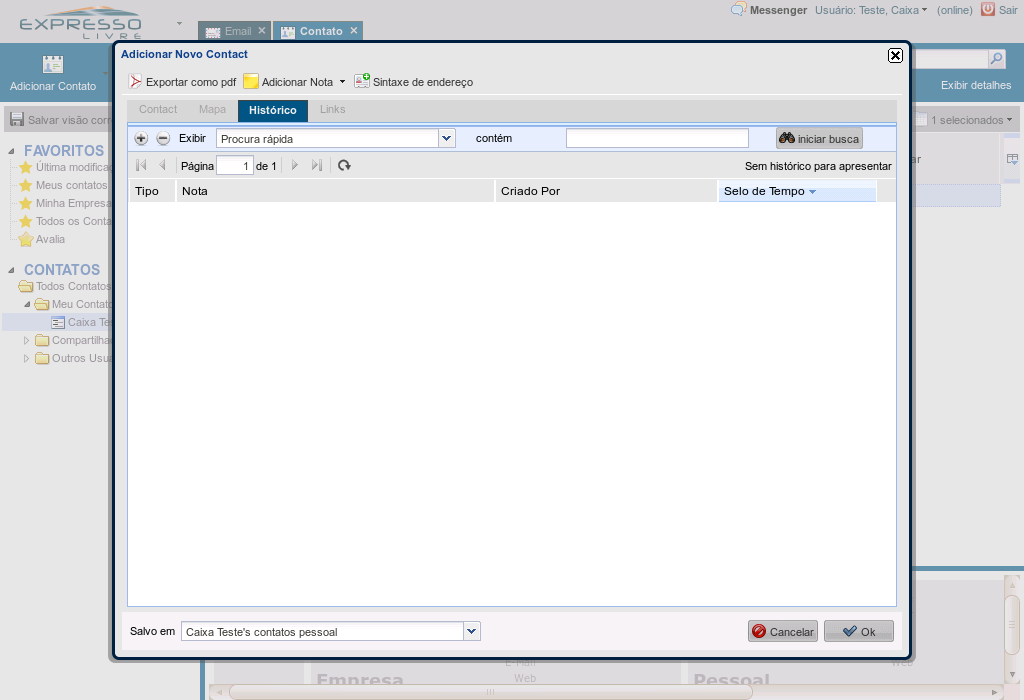 EXPRESSO
LIVRE
Email
Contato
Messenger
Usuário: Teste, Caixa
(online)
Sair
Adicionar Contato
Exibir detalhes
Salvar visão corr
1 selecionados
FAVORITOS
Última modifica
Meus contatos
Minha Empresa
Todos os Conta
Avalia
CONTATOS
Todos Contatos
Meu Contato
Caixa Te
Compartilha
Outros Usu
Adicionar Novo Contact
Exportar como pdf
Adicionar Nota
Sintaxe de endereço
Contact
Mapa
Histórico
Links
Exibir
Procura rápida
contém
iniciar busca
Página
1
de 1
Sem histórico para apresentar
Tipo
Nota
Criado Por
Selo de Tempo
Salvo em
Caixa Teste's contatos pessoal
Cancelar
Ok
ar
E-Mail
Web
Web
Empresa
Pessoal